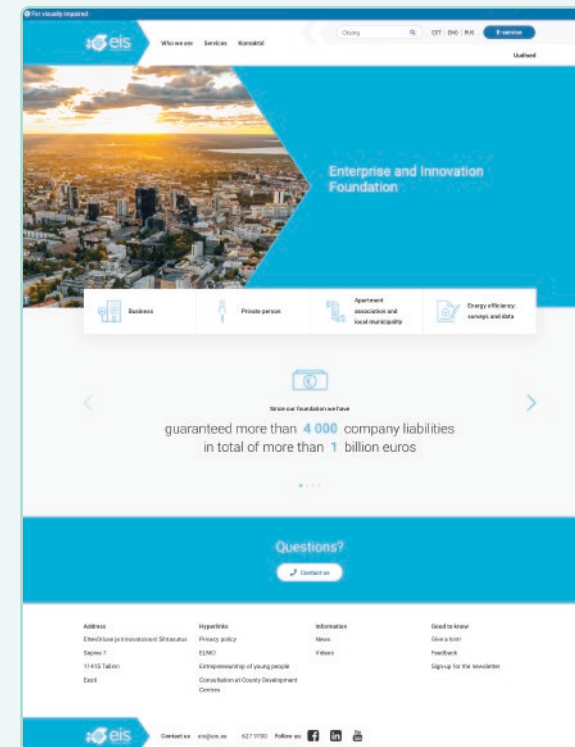 For visually impaired
eis
Who we are Services Kontaktid
Otsing
EST ENG RUS
E-service
Uudised
Enterprise and Innovation
Foundation
Business
Private person
Apartment
association and
local municipality
Energy efficiency:
surveys and data
Since our foundation we have
guaranteed more than 4 000 company liabilities
in total of more than 1 billion euros
Questions?
Contact us
Address
Ettevõtluse ja Innovatsiooni Sihtasutus
Sepise 7
11415 Tallinn
Eesti
Hyperlinks
Privacy policy
ELMO
Entrepreneurship of young people
Consultation at County Development
Centres
Information
News
Videos
Good to know
Give a hint!
Feedback
Sign-up for the newsletter
eis
Contact us eis@eis.ee 627 9700 Follow us: